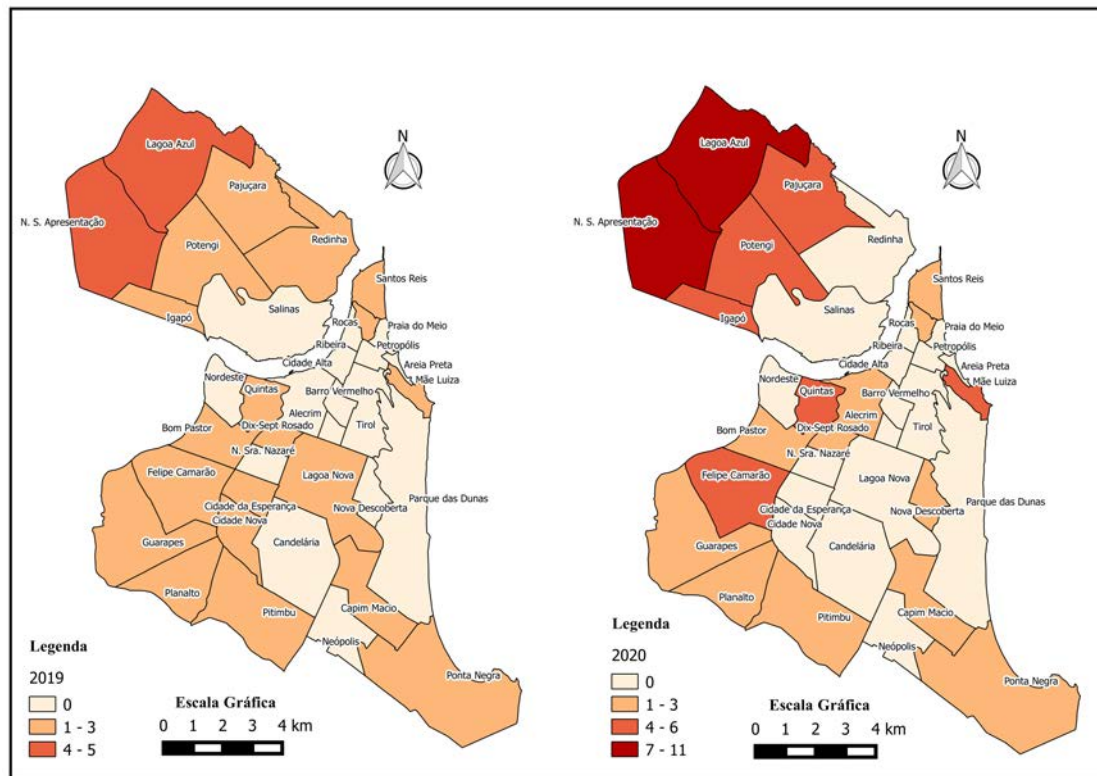 N
Lagoa Azul
Pajuçara
N. S. Apresentação
Redinha
Potengi
Santos Reis
Salinas
Igapó
Rocas
Praia do Meio
Ribeira
Petrópolis
Cidade Alta
Areia Preta
Mãe Luiza
Nordeste
Quintas
Barro Vermelho
Alecrim
Bom Pastor
Dix-Sept Rosado
Tirol
N. Sra. Nazaré
Felipe Camarão
Lagoa Nova
Parque das Dunas
Cidade da Esperança
Nova Descoberta
Cidade Nova
Guarapes
Candelária
Planalto
Pitimbu
Capim Macio
Neópolis
Ponta Negra
Legenda
2019
0
1 - 3
4 - 5
Escala Gráfica
0 1 2 3 4 km
N
Lagoa Azul
Pajuçara
N. S. Apresentação
Redinha
Potengi
Santos Reis
Salinas
Igapó
Rocas
Praia do Meio
Ribeira
Petrópolis
Cidade Alta
Areia Preta
Mãe Luiza
Nordeste
Quintas
Barro Vermelho
Alecrim
Bom Pastor
Dix-Sept Rosado
Tirol
N. Sra. Nazaré
Felipe Camarão
Lagoa Nova
Parque das Dunas
Cidade da Esperança
Nova Descoberta
Cidade Nova
Guarapes
Candelária
Planalto
Pitimbu
Capim Macio
Neópolis
Ponta Negra
Legenda
2020
0
1 - 3
4 - 6
7 - 11
Escala Gráfica
0 1 2 3 4 km